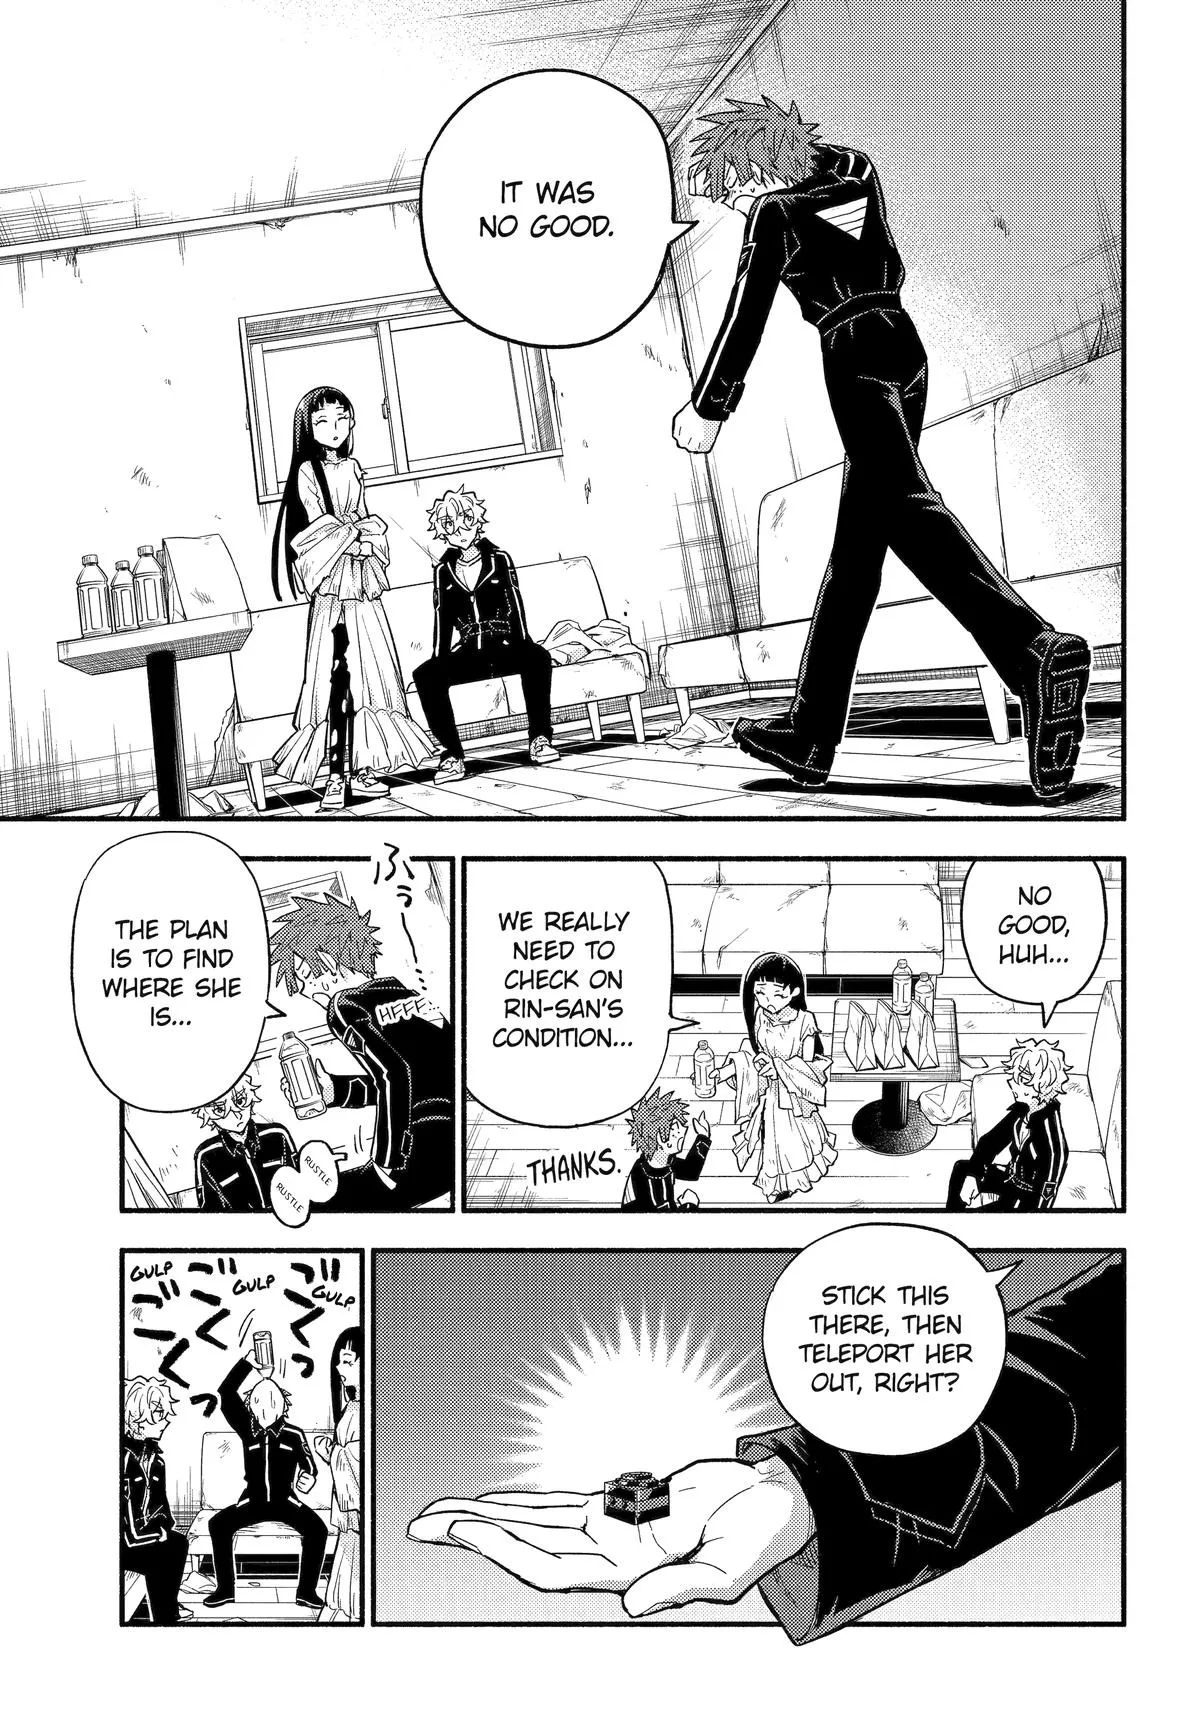 IT WAS
NO GOOD.
NO
GOOD,
HUH...
WE REALLY
NEED TO
CHECK ON
RIN-SAN'S
CONDITION...
THANKS.
ふぅー
HFFF...
THE PLAN
IS TO FIND
WHERE SHE
IS...
RUSTLE
RUSTLE
STICK THIS
THERE, THEN
TELEPORT HER
OUT, RIGHT?
GULP
GULP
GULP
ごくっ
ごくっ
ごくっ